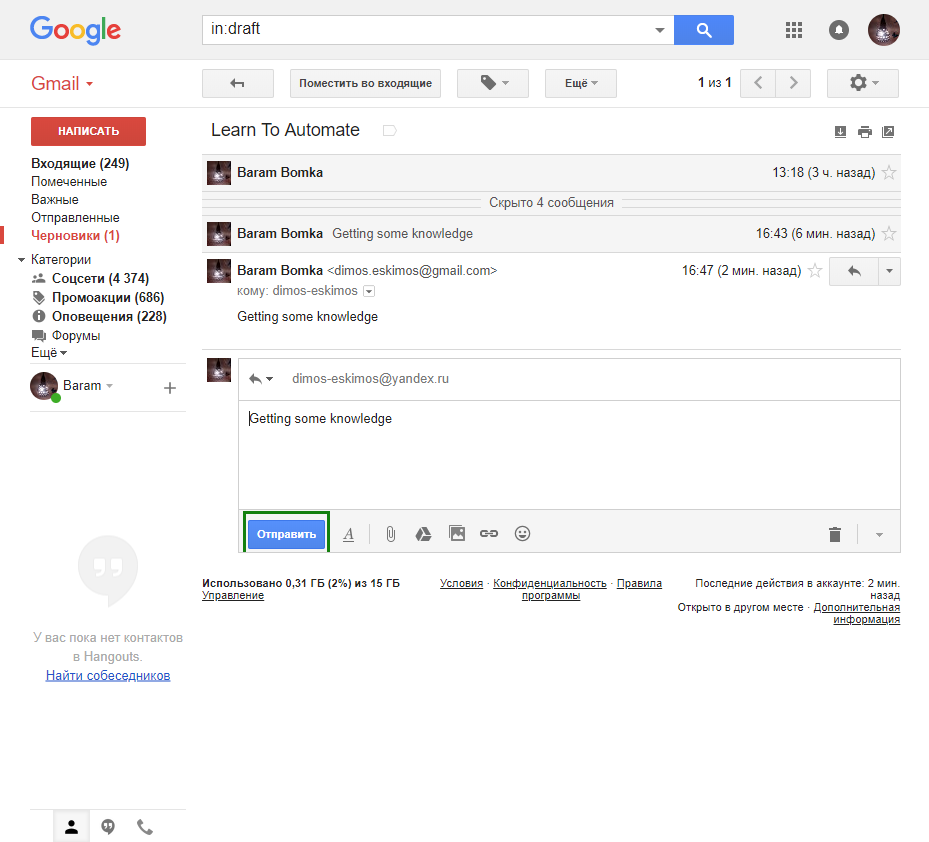 Google
in:draft
Gmail
Поместить во входящие
Ещё
1 из 1
НАПИСАТЬ
Входящие (249)
Помеченные
Важные
Отправленные
Черновики (1)
Категории
Соцсети (4 374)
Промоакции (686)
Оповещения (228)
Форумы
Ещё
Baram
У вас пока нет контактов
в Hangouts.
Найти собеседников
Learn To Automate
Baram Bomka 13:18 (3 ч. назад)
Скрыто 4 сообщения
Baram Bomka Getting some knowledge 16:43 (6 мин. назад)
Baram Bomka <dimos.eskimos@gmail.com> 16:47 (2 мин. назад)
кому: dimos-eskimos
Getting some knowledge
dimos-eskimos@yandex.ru
Getting some knowledge
Отправить
Использовано 0,31 ГБ (2%) из 15 ГБ
Управление
Условия · Конфиденциальность · Правила
программы
Последние действия в аккаунте: 2 мин.
назад
Открыто в другом месте · Дополнительная
информация